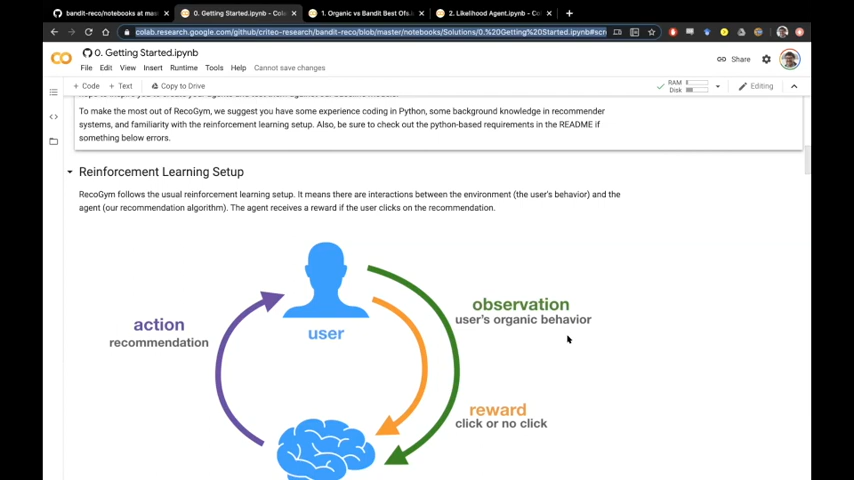 bandit-reco/notebooks at mas
0. Getting Started.ipynb - Cola
1. Organic vs Bandit Best Ofs.i
2. Likelihood Agent.ipynb - Col
colab.research.google.com/github/criteo-research/bandit-reco/blob/master/notebooks/Solutions/0.%20Getting%20Started.ipynb#scr
0. Getting Started.ipynb
Share
File Edit View Insert Runtime Tools Help Cannot save changes
+ Code + Text Copy to Drive
RAM
Disk
Editing
To make the most out of RecoGym, we suggest you have some experience coding in Python, some background knowledge in recommender
systems, and familiarity with the reinforcement learning setup. Also, be sure to check out the python-based requirements in the README if
something below errors.
Reinforcement Learning Setup
RecoGym follows the usual reinforcement learning setup. It means there are interactions between the environment (the user's behavior) and the
agent (our recommendation algorithm). The agent receives a reward if the user clicks on the recommendation.
observation
user's organic behavior
action
recommendation
user
reward
click or no click